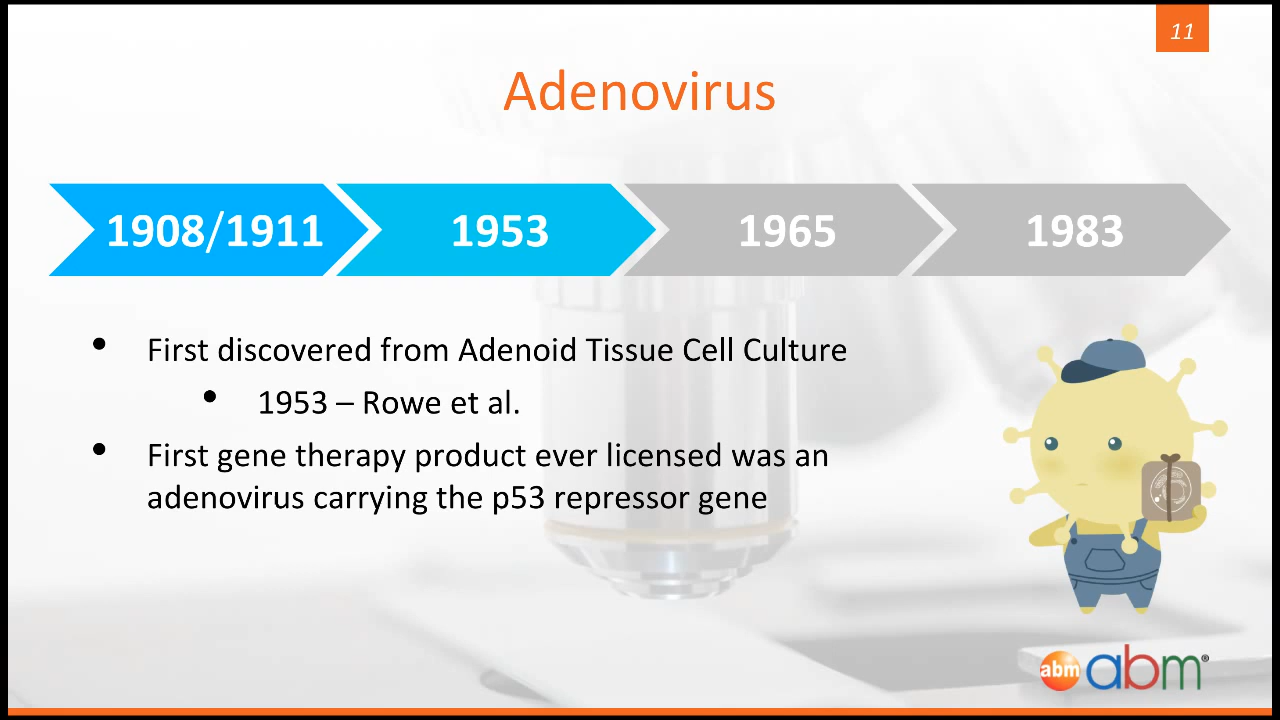 11
Adenovirus
1908/1911
1953
1965
1983
• First discovered from Adenoid Tissue Cell Culture
• 1953 – Rowe et al.
• First gene therapy product ever licensed was an
adenovirus carrying the p53 repressor gene
abm abm®